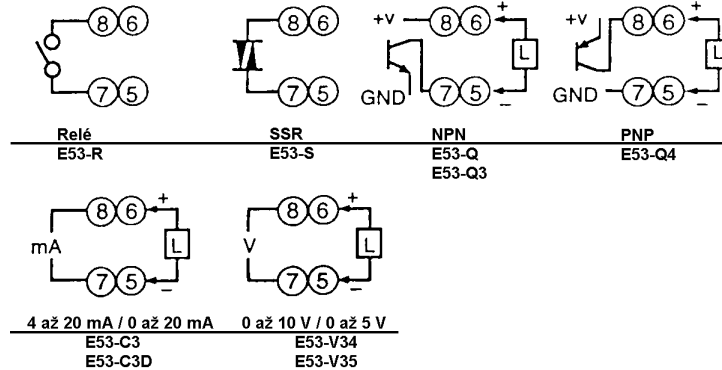 8 6
7 5
Relé
E53-R
8 6
7 5
SSR
E53-S
+v 8 6 +
L
GND 7 5 –
NPN
E53-Q
E53-Q3
+v 8 6 +
L
GND 7 5 –
PNP
E53-Q4
8 6 +
mA L
7 5 –
4 až 20 mA / 0 až 20 mA
E53-C3
E53-C3D
8 6 +
V L
7 5 –
0 až 10 V / 0 až 5 V
E53-V34
E53-V35